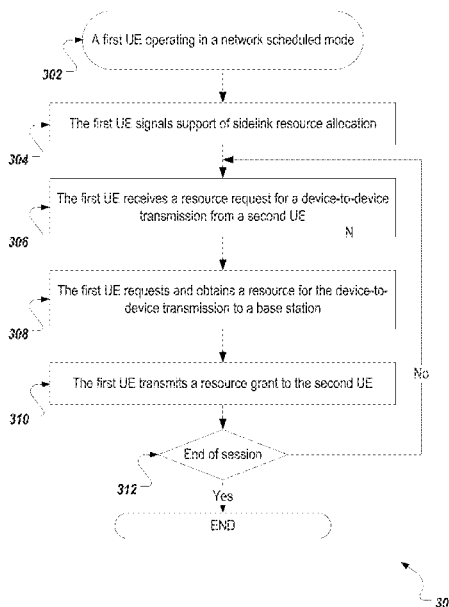 A first UE operating in a network scheduled mode
302
The first UE signals support of sidelink resource allocation
304
The first UE receives a resource request for a device-to-device
transmission from a second UE
306
N
The first UE requests and obtains a resource for the device-to-
device transmission to a base station
308
No
The first UE transmits a resource grant to the second UE
310
End of session
312
Yes
END
30